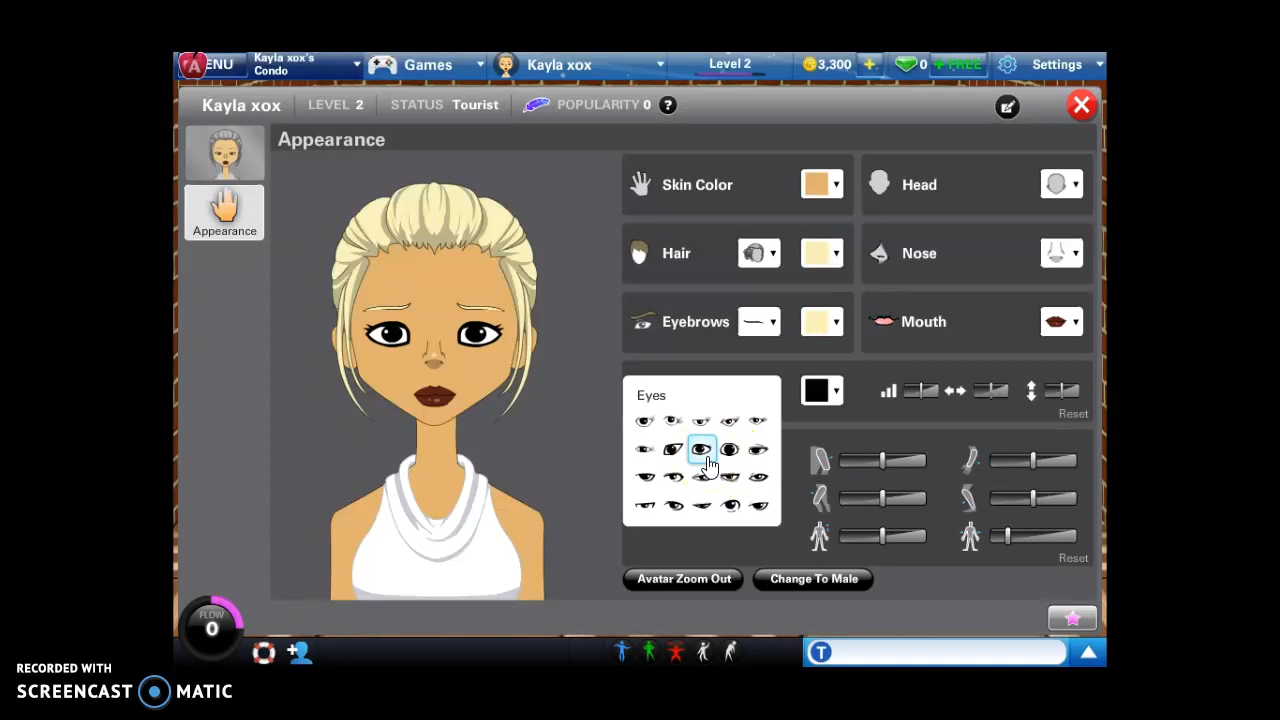 A
ENU
Kayla xox's
Condo
Games
Kayla xox
Level 2
3,300
+
0
+ FREE
Settings
Kayla xox
LEVEL 2
STATUS Tourist
POPULARITY 0
?
Appearance
Appearance
Skin Color
Head
Hair
Nose
Eyebrows
Mouth
Eyes
Reset
Reset
Avatar Zoom Out
Change To Male
FLOW
0
T
RECORDED WITH
SCREENCAST MATIC